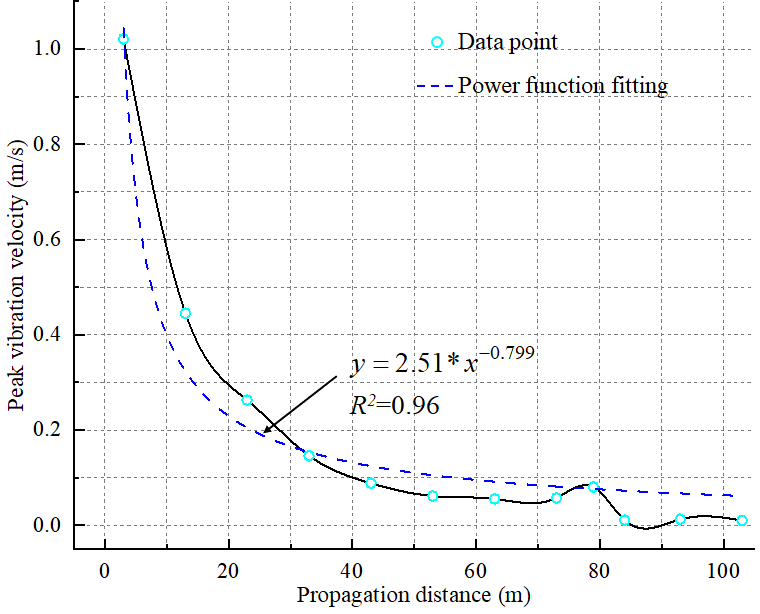 Data point
Power function fitting
Peak vibration velocity (m/s)
1.0
0.8
0.6
0.4
0.2
0.0
y = 2.51* x^−0.799
R²=0.96
0 20 40 60 80 100
Propagation distance (m)